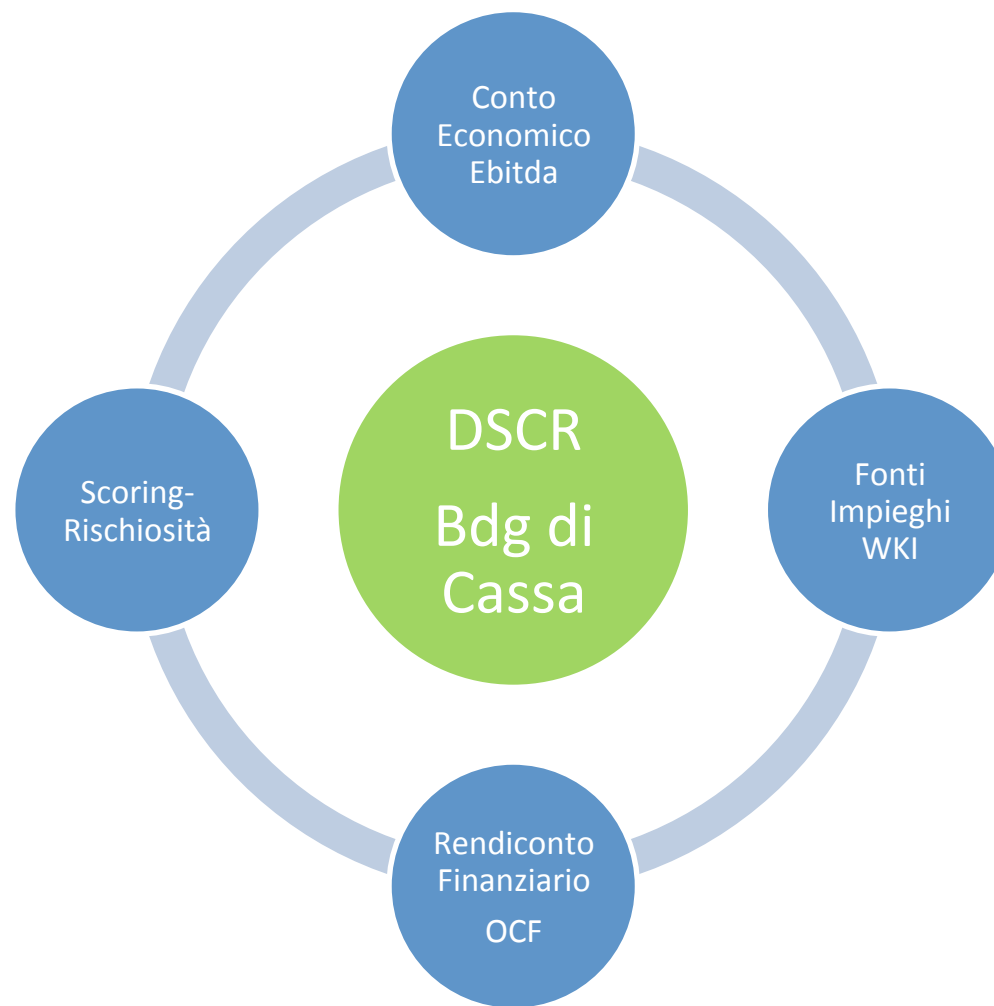 Conto
Economico
Ebitda
Scoring-
Rischiosità
DSCR
Bdg di
Cassa
Fonti
Impieghi
WKI
Rendiconto
Finanziario
OCF